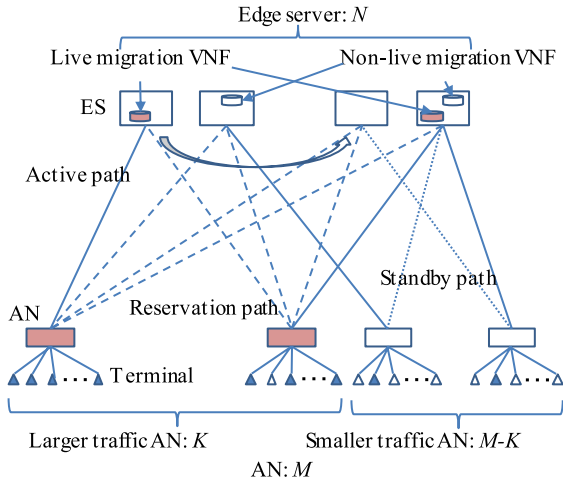 Edge server: N
Live migration VNF
Non-live migration VNF
ES
Active path
Standby path
Reservation path
AN
Terminal
Larger traffic AN: K
Smaller traffic AN: M-K
AN: M